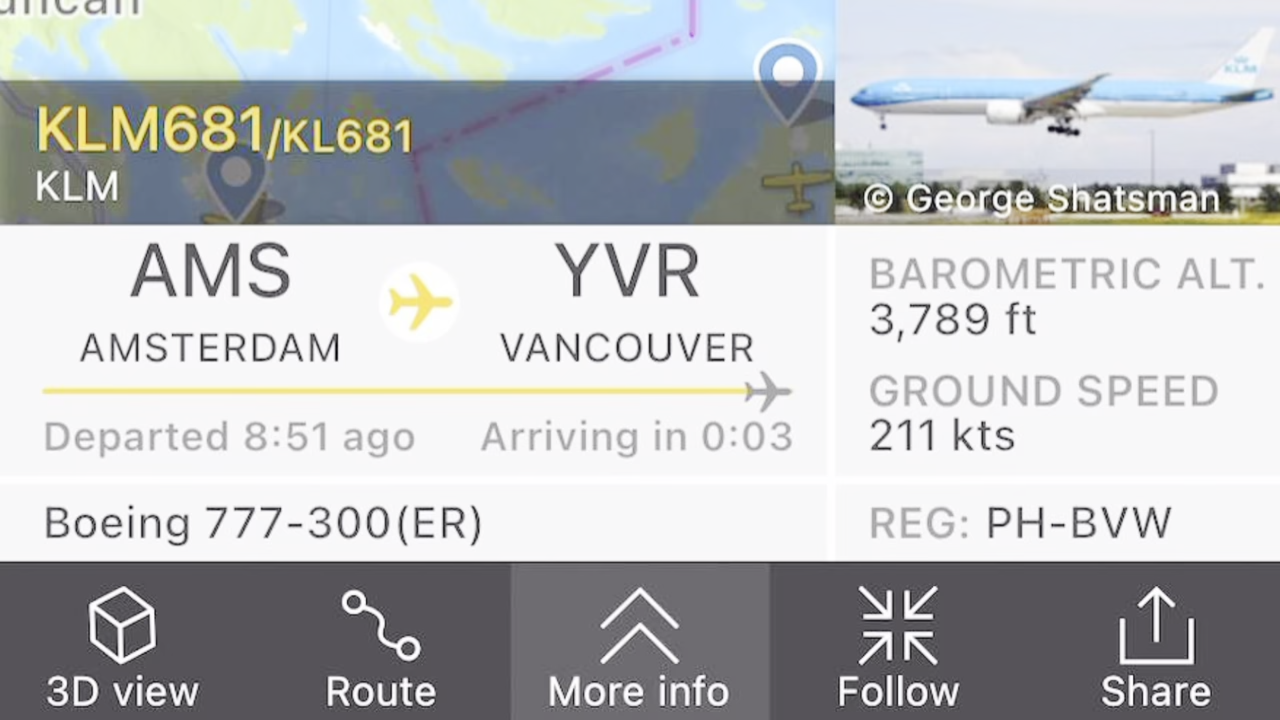 KLM681/KL681
KLM
KLM
© George Shatsman
AMS
AMSTERDAM
YVR
VANCOUVER
Departed 8:51 ago
Arriving in 0:03
BAROMETRIC ALT.
3,789 ft
GROUND SPEED
211 kts
Boeing 777-300(ER)
REG: PH-BVW
3D view
Route
More info
Follow
Share